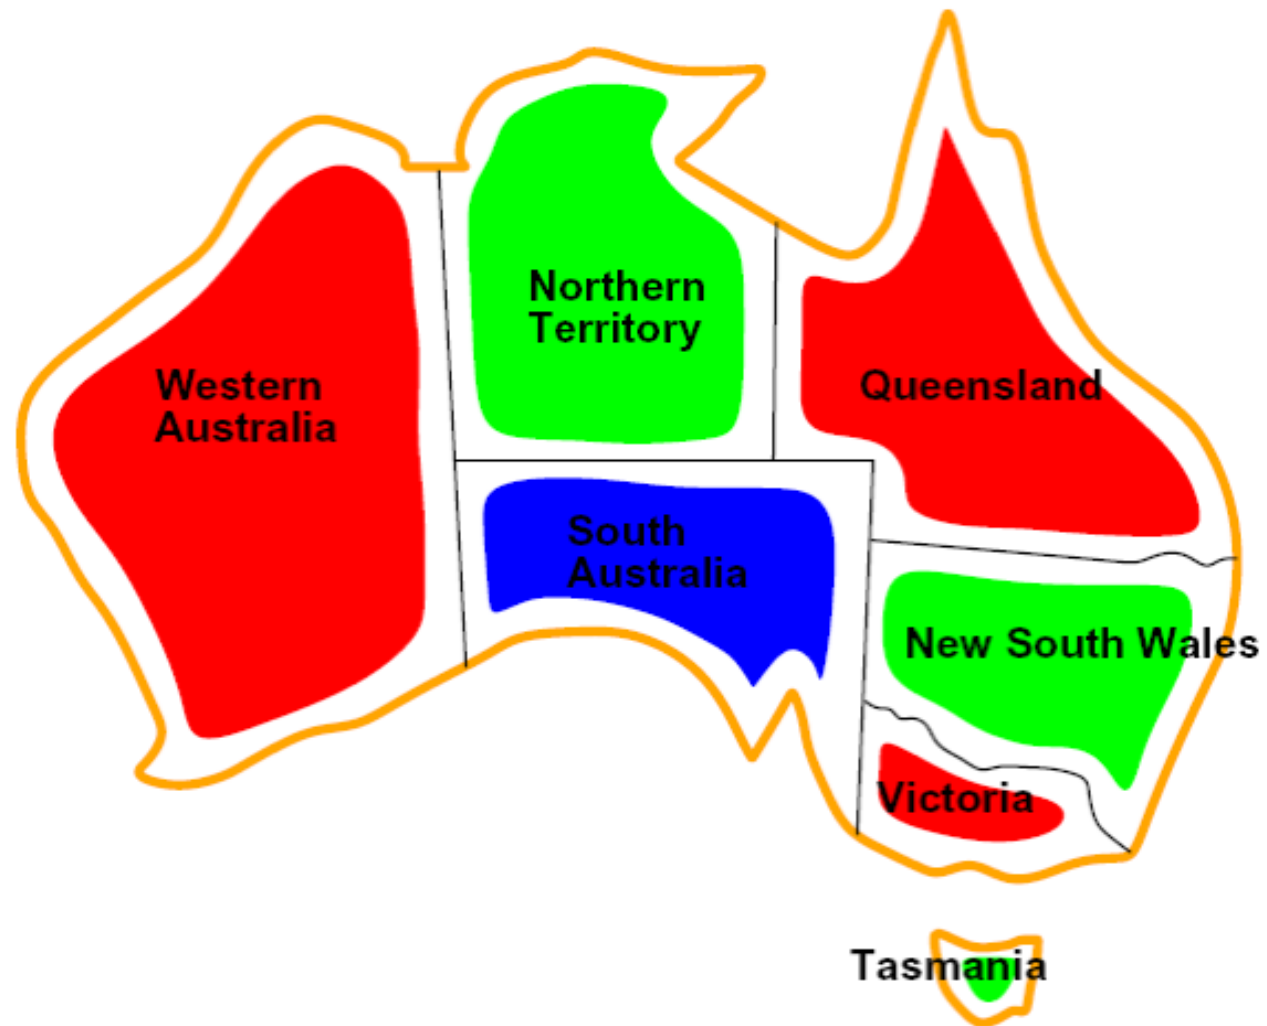 Northern
Territory
Western
Australia
Queensland
South
Australia
New South Wales
Victoria
Tasmania